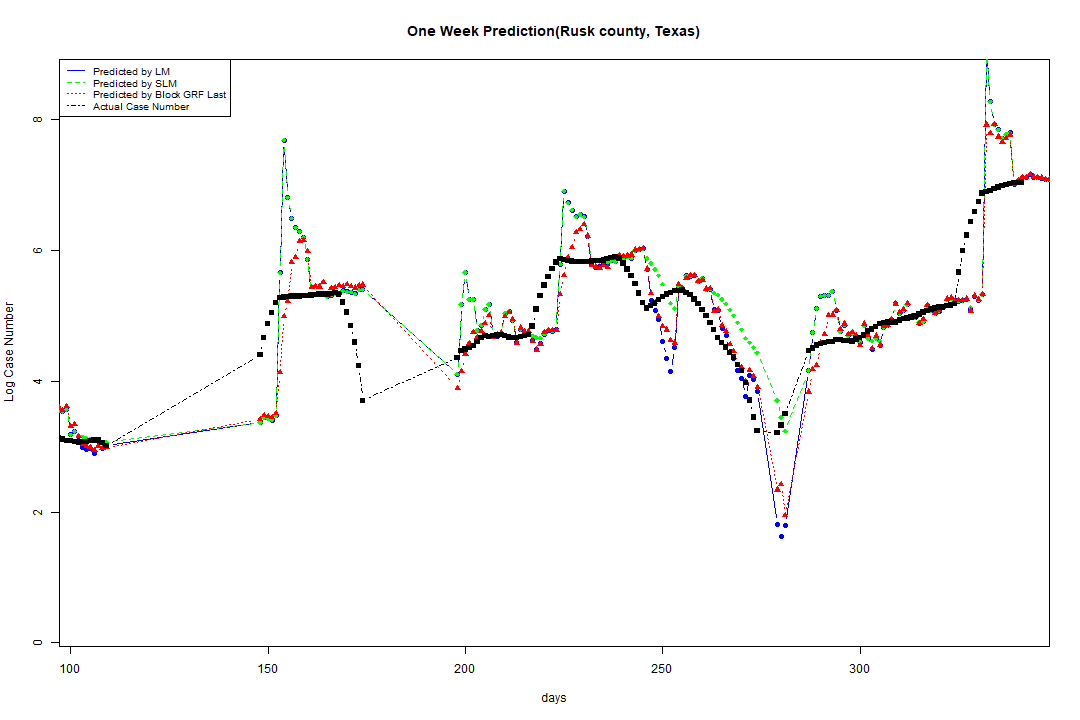 One Week Prediction(Rusk county, Texas)
Predicted by LM
Predicted by SLM
Predicted by Block GRF Last
Actual Case Number
8
6
4
2
0
Log Case Number
100
150
200
250
300
days